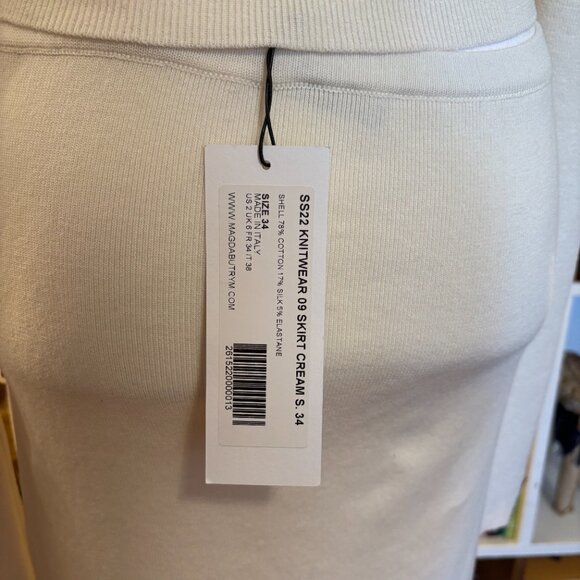 SS22 KNITWEAR 09 SKIRT CREAM S. 34
SHELL 78% COTTON 17% SILK 5% ELASTANE
SIZE 34
MADE IN ITALY
US 2 UK 6 FR 34 IT 38
WWW.MAGDABUTRYM.COM
2615220000013